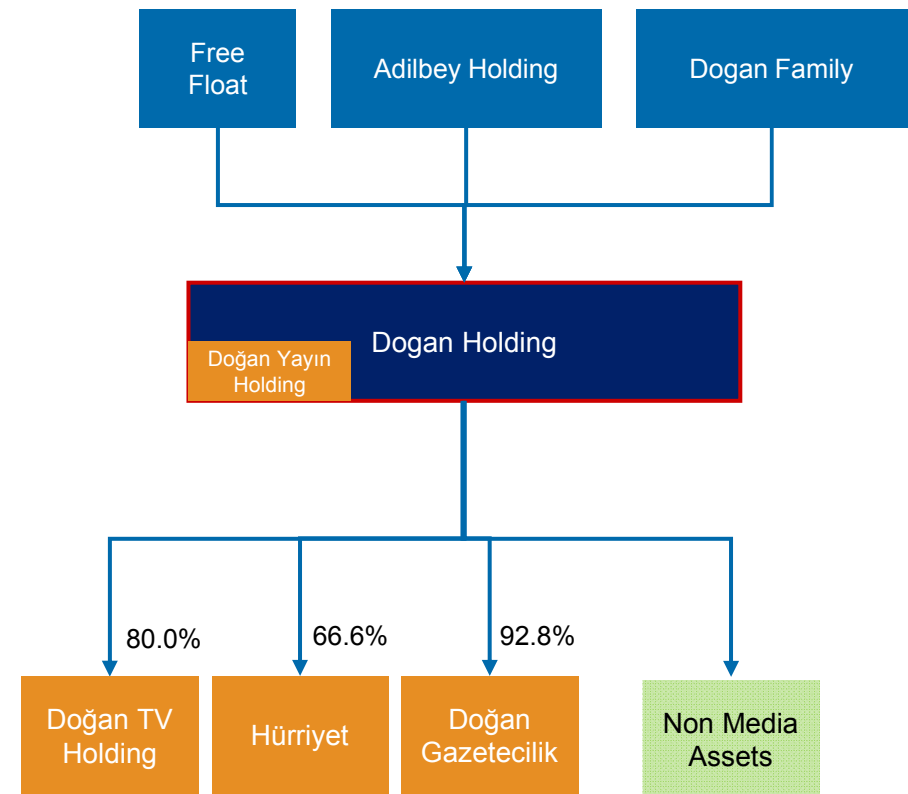 Free
Float
Adilbey Holding
Dogan Family
Dogan Holding
Doğan Yayın
Holding
80.0%
66.6%
92.8%
Doğan TV
Holding
Hürriyet
Doğan
Gazetecilik
Non Media
Assets